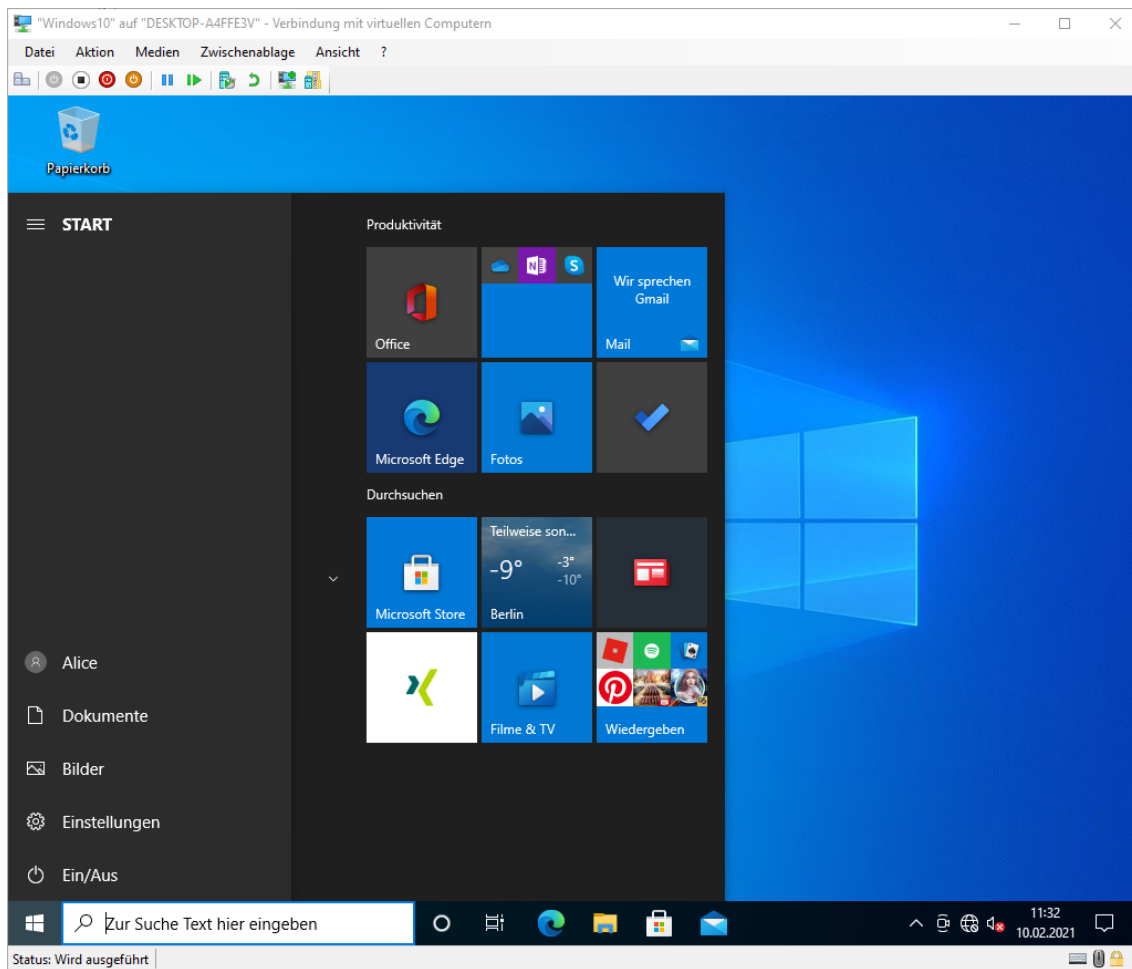 "Windows10" auf "DESKTOP-A4FFE3V" - Verbindung mit virtuellen Computern
Datei Aktion Medien Zwischenablage Ansicht ?
Papierkorb
START
Produktivität
Office
Wir sprechen
Gmail
Mail
Microsoft Edge
Fotos
Durchsuchen
Microsoft Store
Teilweise son...
-9°
-3°
-10°
Berlin
Filme & TV
Wiedergeben
Alice
Dokumente
Bilder
Einstellungen
Ein/Aus
Zur Suche Text hier eingeben
11:32
10.02.2021
Status: Wird ausgeführt